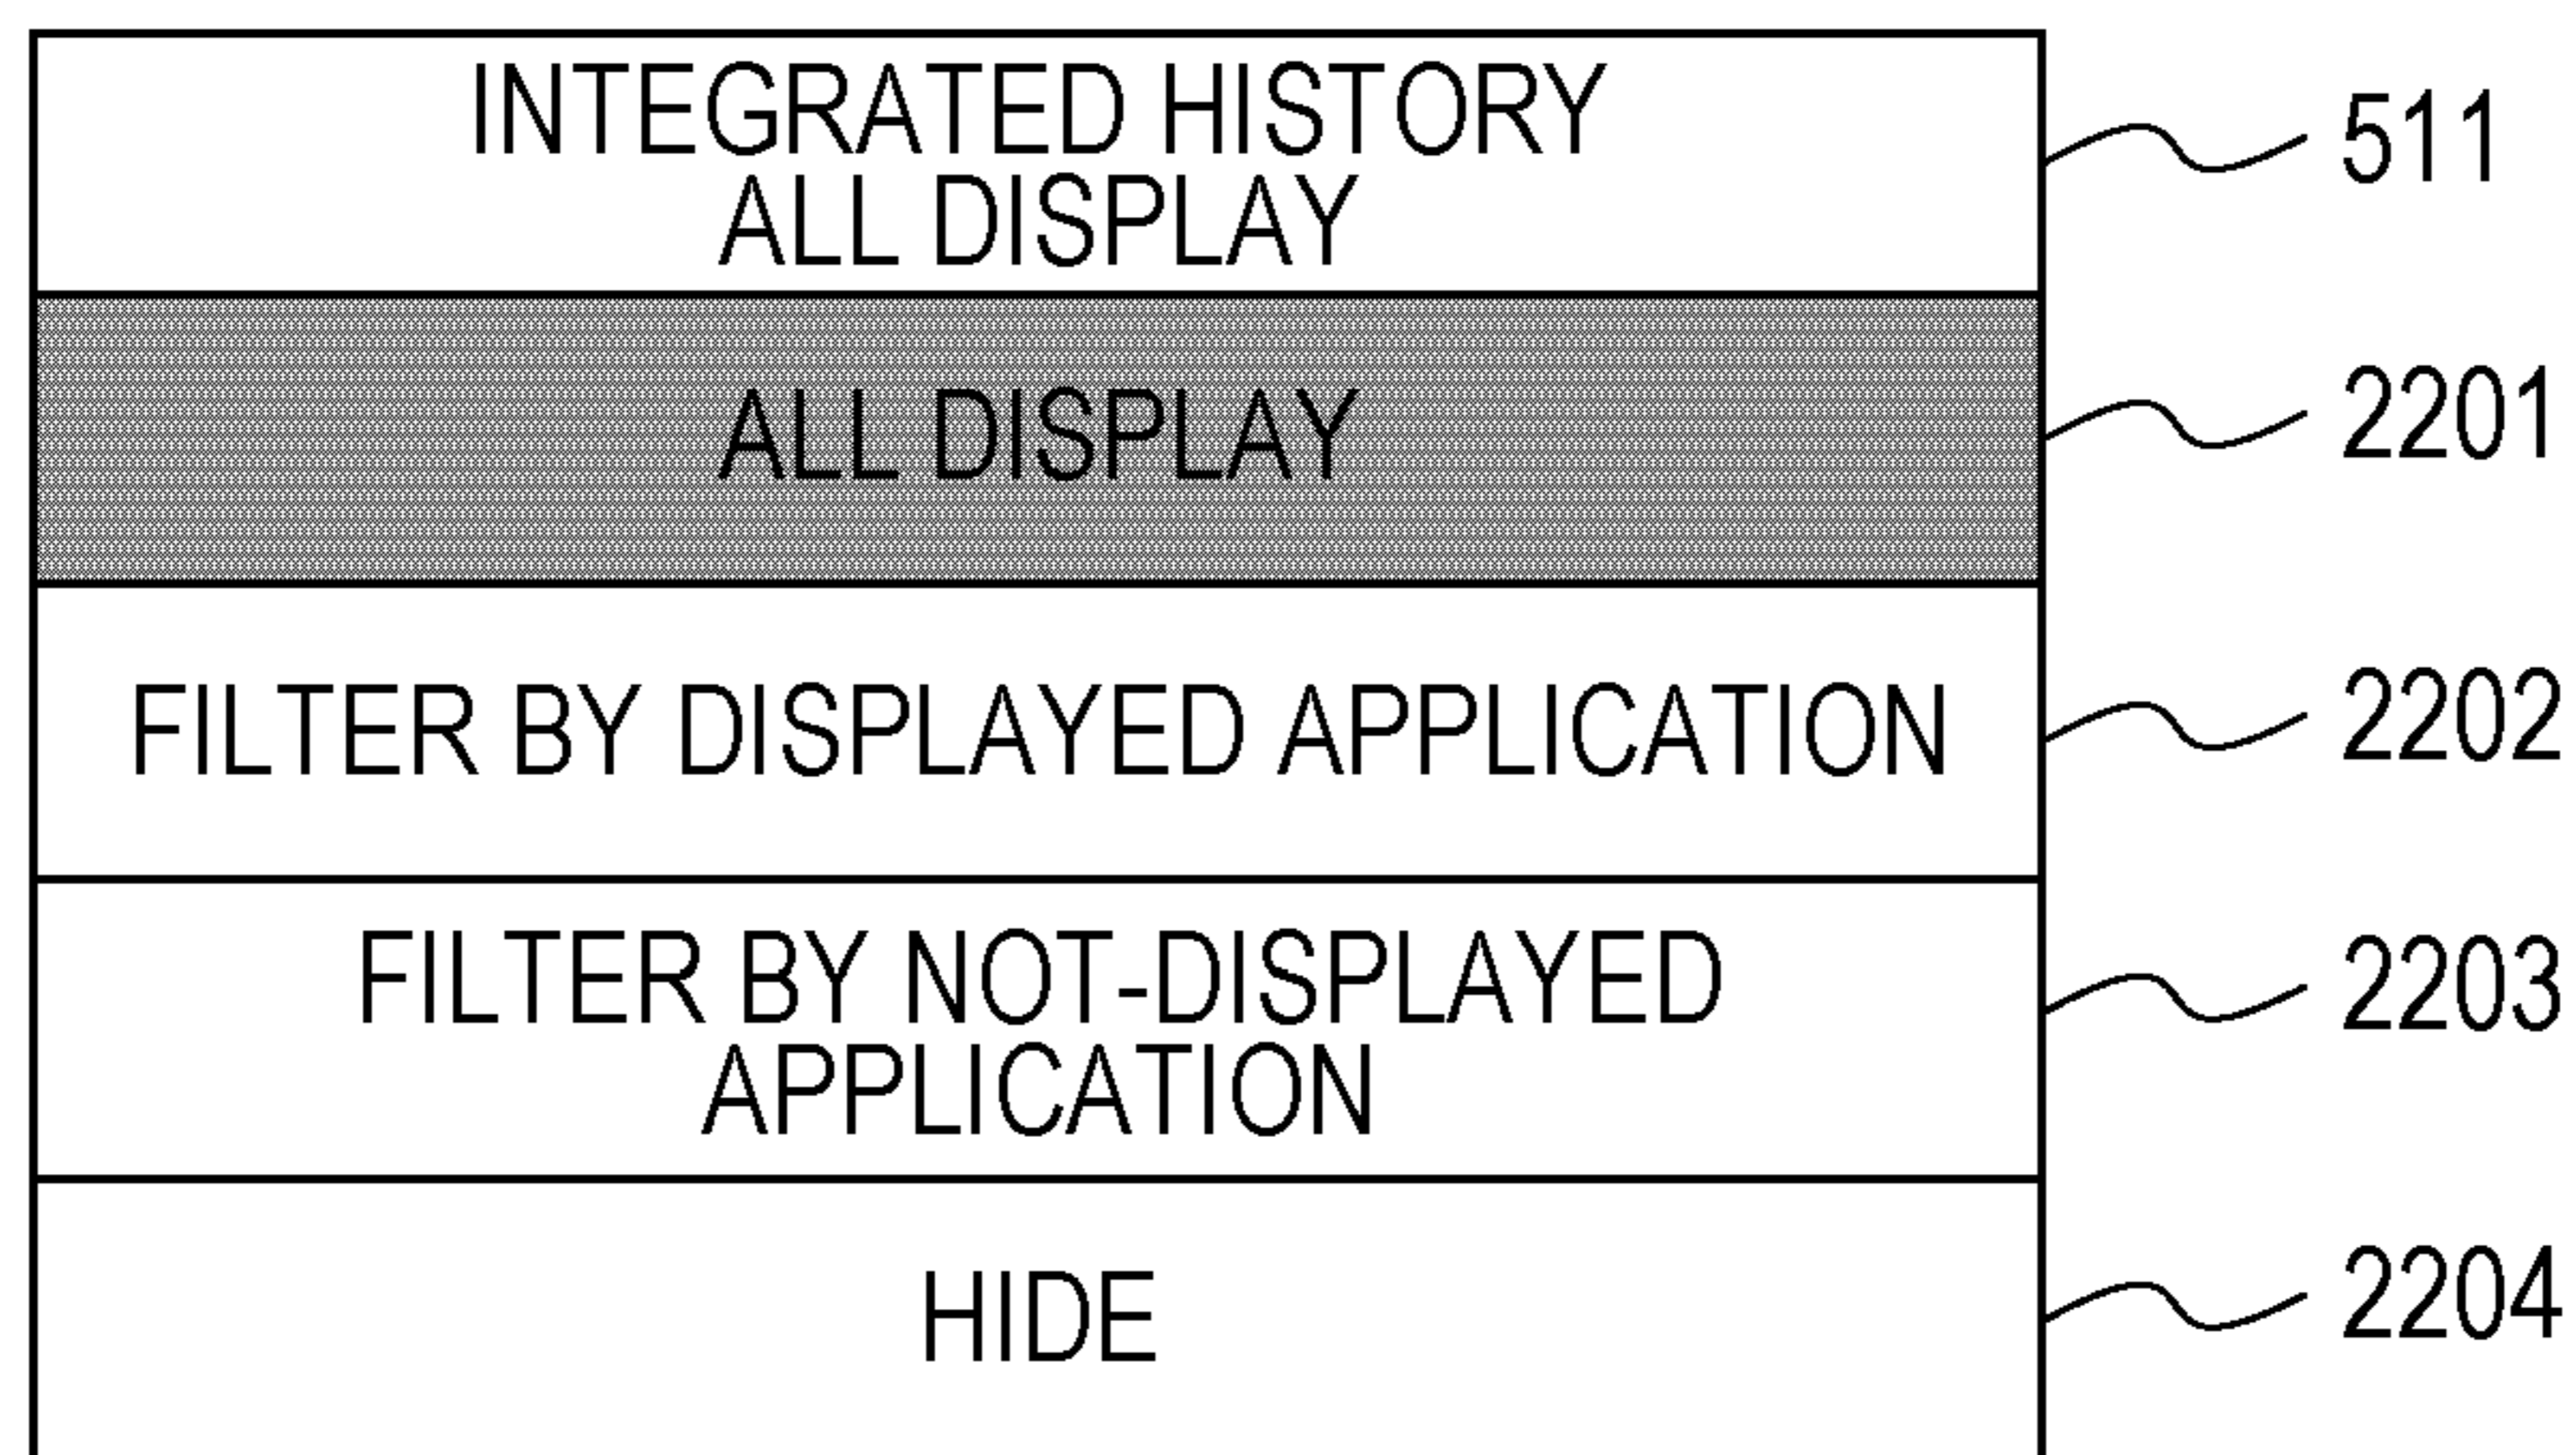 INTEGRATED HISTORY 511
ALL DISPLAY
ALL DISPLAY 2201
FILTER BY DISPLAYED APPLICATION 2202
FILTER BY NOT-DISPLAYED 2203
APPLICATION
HIDE 2204